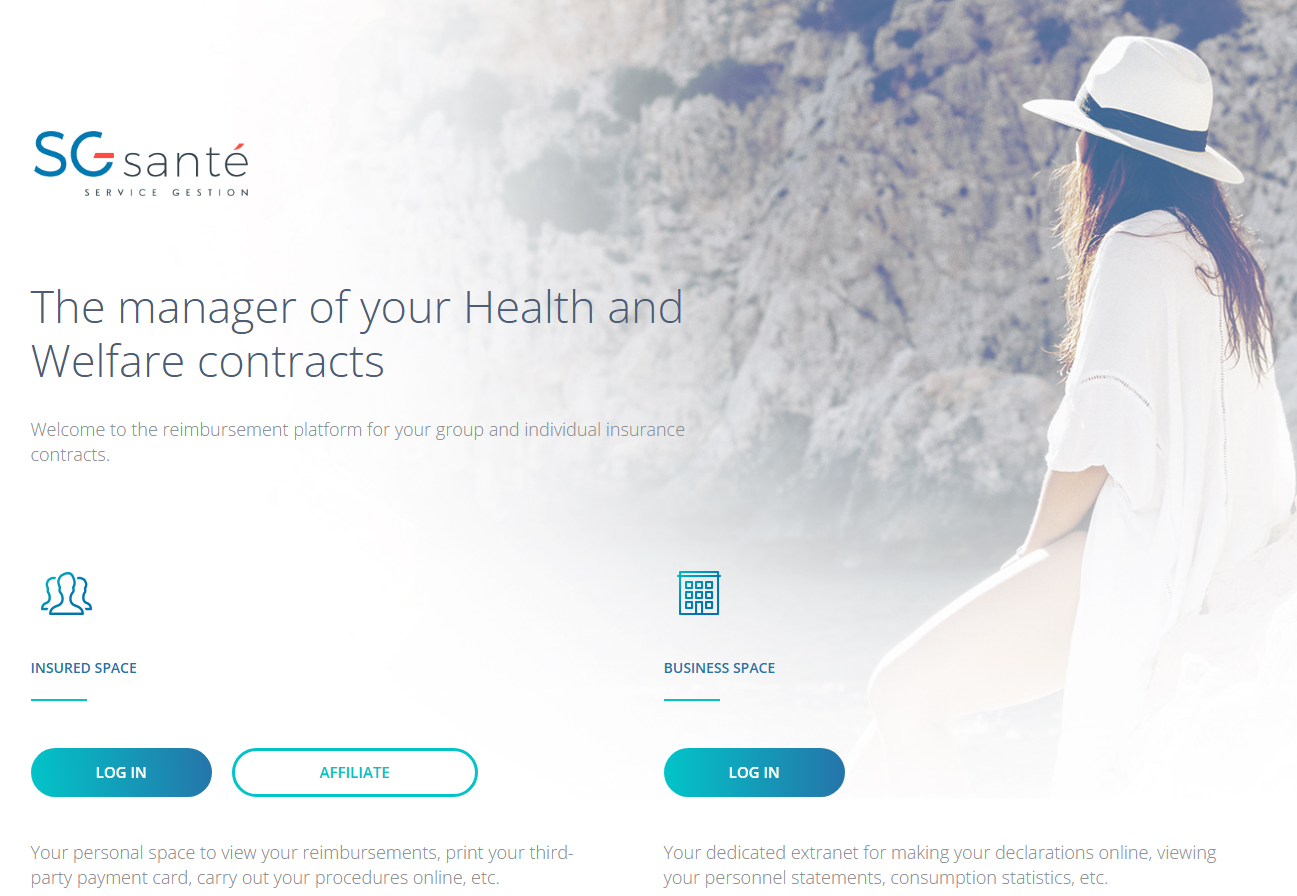 SG santé
SERVICE GESTION
The manager of your Health and
Welfare contracts
Welcome to the reimbursement platform for your group and individual insurance
contracts.
INSURED SPACE
LOG IN
AFFILIATE
Your personal space to view your reimbursements, print your third-
party payment card, carry out your procedures online, etc.
BUSINESS SPACE
LOG IN
Your dedicated extranet for making your declarations online, viewing
your personnel statements, consumption statistics, etc.